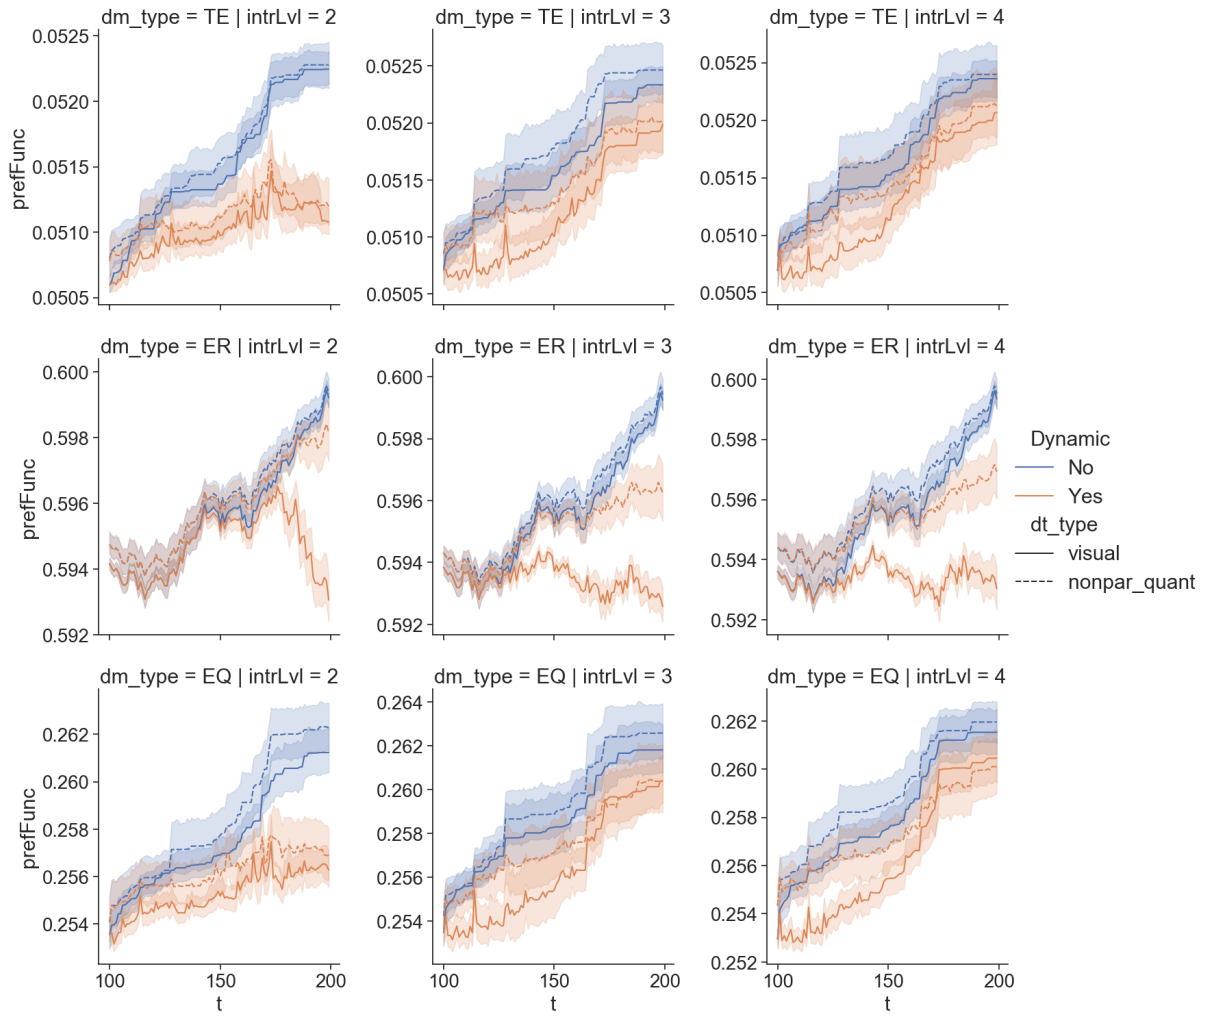 dm_type = TE | intrLvl = 2
dm_type = TE | intrLvl = 3
dm_type = TE | intrLvl = 4
prefFunc
0.0525
0.0520
0.0515
0.0510
0.0505
0.0525
0.0520
0.0515
0.0510
0.0505
0.0525
0.0520
0.0515
0.0510
0.0505
dm_type = ER | intrLvl = 2
dm_type = ER | intrLvl = 3
dm_type = ER | intrLvl = 4
prefFunc
0.600
0.598
0.596
0.594
0.592
0.600
0.598
0.596
0.594
0.592
0.600
0.598
0.596
0.594
0.592
Dynamic
No
Yes
dt_type
visual
nonpar_quant
dm_type = EQ | intrLvl = 2
dm_type = EQ | intrLvl = 3
dm_type = EQ | intrLvl = 4
prefFunc
0.262
0.260
0.258
0.256
0.254
0.264
0.262
0.260
0.258
0.256
0.254
0.262
0.260
0.258
0.256
0.254
0.252
100
150
200
100
150
200
100
150
200
t
t
t